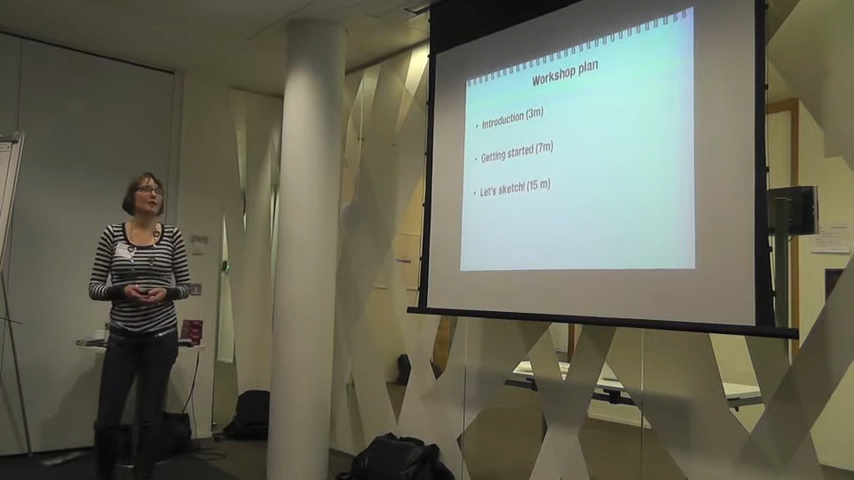 Workshop plan
• Introduction (3m)
• Getting started (7m)
• Let's sketch! (15 m)